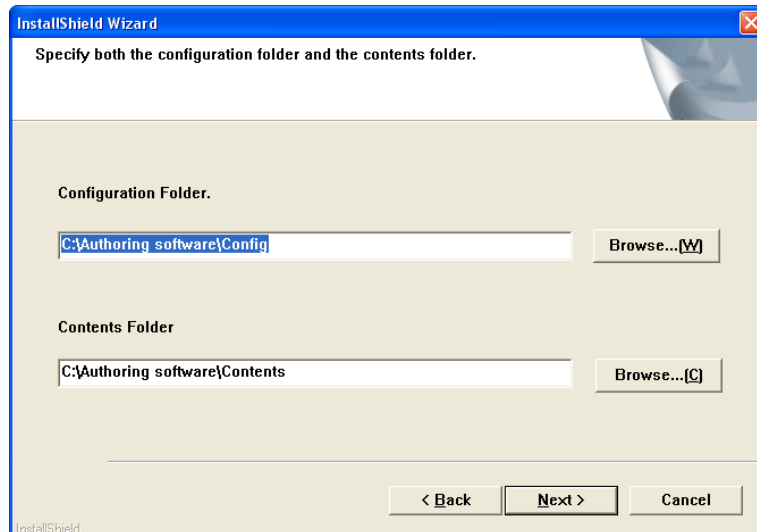 InstallShield Wizard
Specify both the configuration folder and the contents folder.
Configuration Folder.
C:\Authoring software\Config
Browse...(W)
Contents Folder
C:\Authoring software\Contents
Browse...(C)
< Back
Next >
Cancel
InstallShield